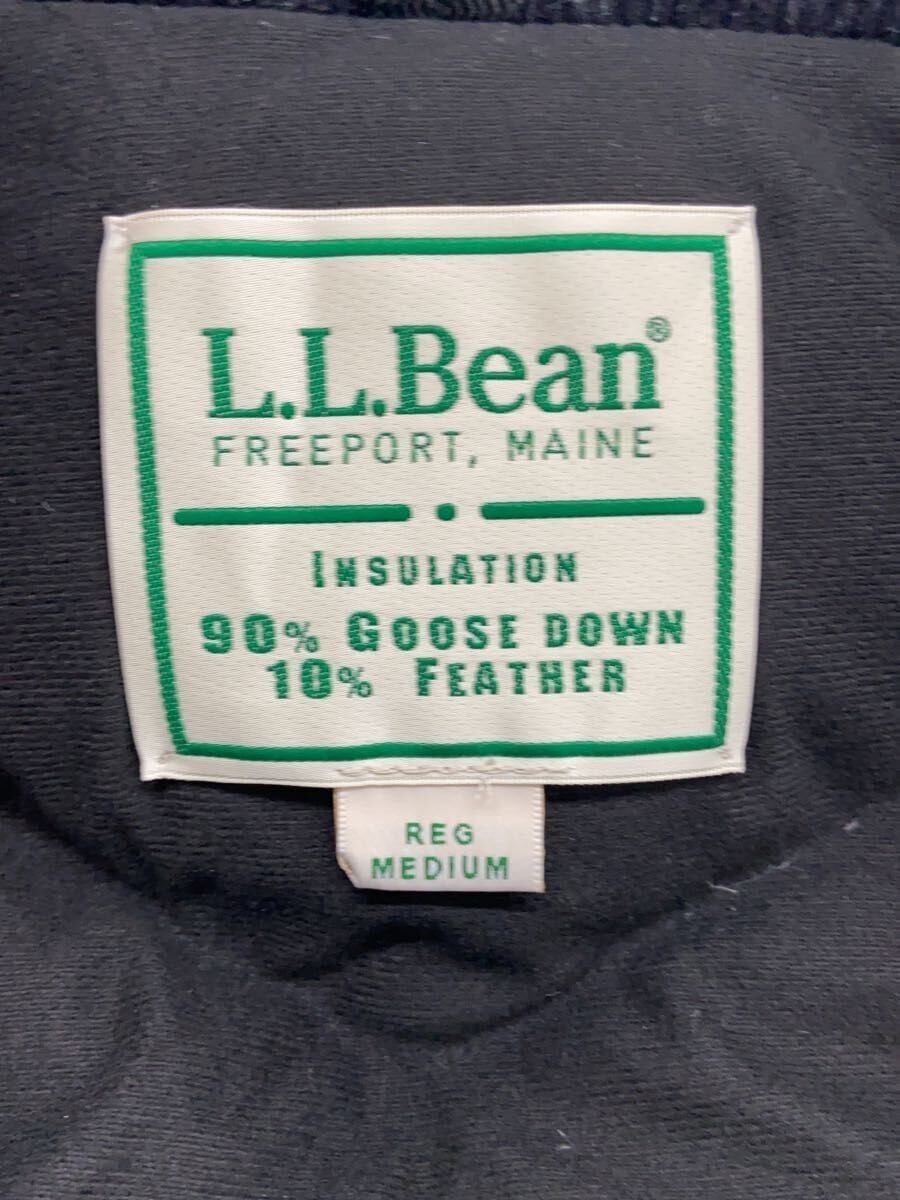 L.L.Bean®
FREEPORT, MAINE
INSULATION
90% GOOSE DOWN
10% FEATHER
REG
MEDIUM